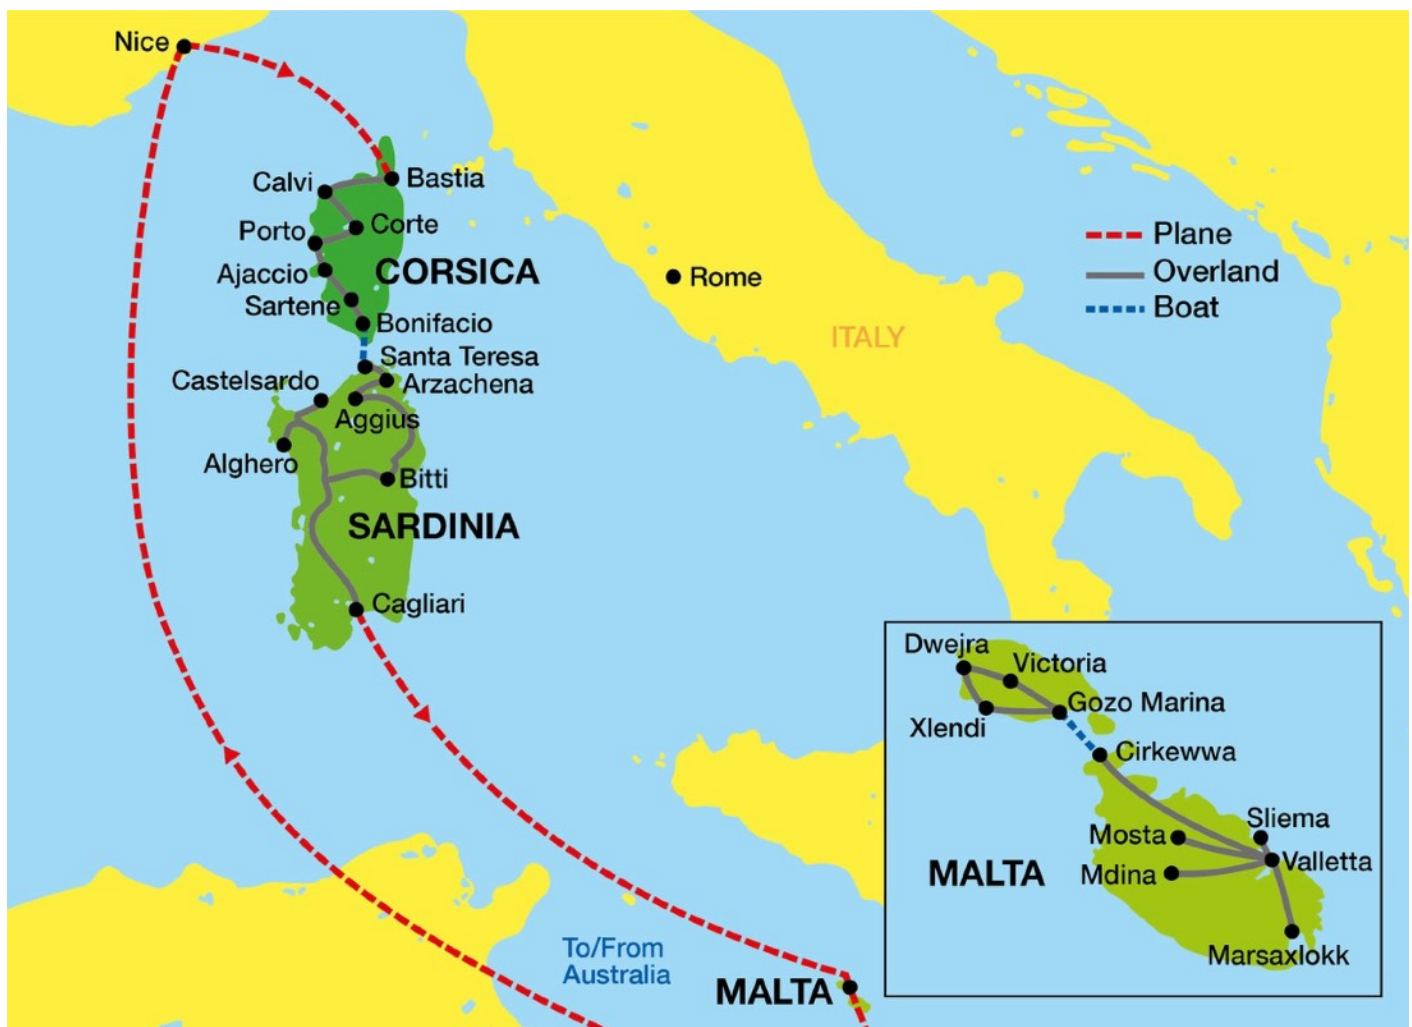 Nice
Bastia
Calvi
Corte
Porto
Ajaccio
CORSICA
Sartene
Bonifacio
Santa Teresa
Castelsardo
Arzachena
Aggius
Alghero
Bitti
SARDINIA
Cagliari
Rome
ITALY
Plane
Overland
Boat
Dwejra
Victoria
Gozo Marina
Xlendi
Cirkewwa
Sliema
Mosta
Valletta
Mdina
MALTA
Marsaxlokk
To/From
Australia
MALTA